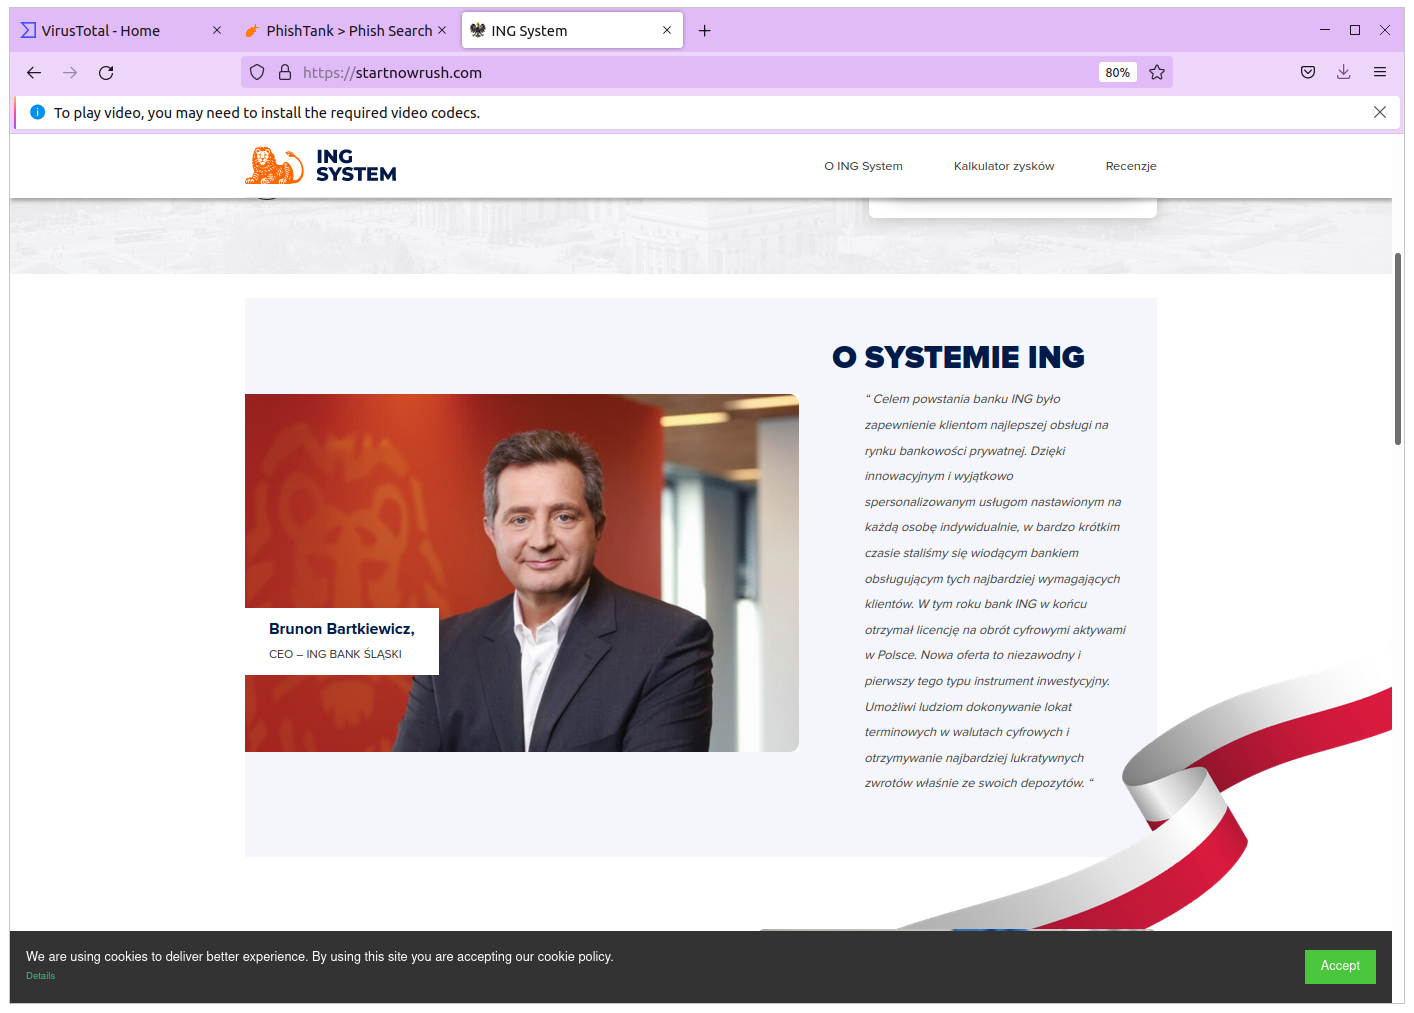 VirusTotal - Home
PhishTank > Phish Search
ING System
https://startnowrush.com
80%
To play video, you may need to install the required video codecs.
ING
SYSTEM
O ING System
Kalkulator zysków
Recenzje
O SYSTEMIE ING
“ Celem powstania banku ING było
zapewnienie klientom najlepszej obsługi na
rynku bankowości prywatnej. Dzięki
innowacyjnym i wyjątkowo
spersonalizowanym usługom nastawionym na
każdą osobę indywidualnie, w bardzo krótkim
czasie staliśmy się wiodącym bankiem
obsługującym tych najbardziej wymagających
klientów. W tym roku bank ING w końcu
otrzymał licencję na obrót cyfrowymi aktywami
w Polsce. Nowa oferta to niezawodny i
pierwszy tego typu instrument inwestycyjny.
Umożliwi ludziom dokonywanie lokat
terminowych w walutach cyfrowych i
otrzymywanie najbardziej lukratywnych
zwrotów właśnie ze swoich depozytów. “
Brunon Bartkiewicz,
CEO – ING BANK ŚLĄSKI
We are using cookies to deliver better experience. By using this site you are accepting our cookie policy.
Details
Accept